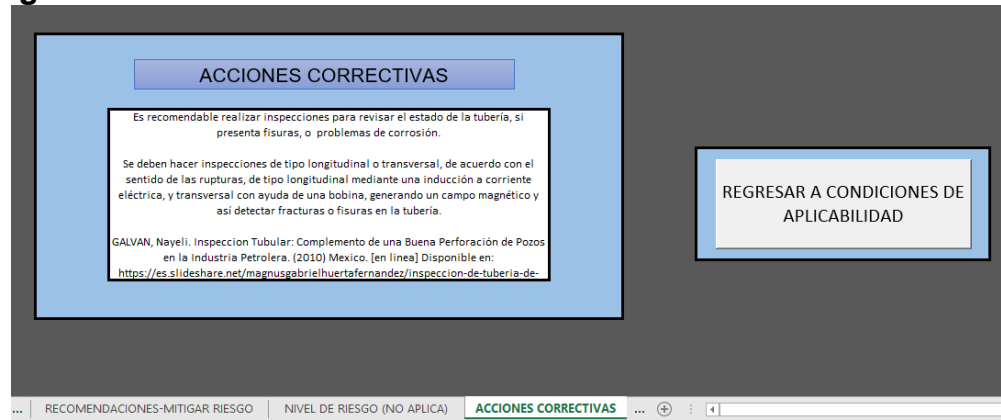 ACCIONES CORRECTIVAS
Es recomendable realizar inspecciones para revisar el estado de la tubería, si
presenta fisuras, o problemas de corrosión.
Se deben hacer inspecciones de tipo longitudinal o transversal, de acuerdo con el
sentido de las rupturas, de tipo longitudinal mediante una inducción a corriente
eléctrica, y transversal con ayuda de una bobina, generando un campo magnético y
así detectar fracturas o fisuras en la tubería.
GALVAN, Nayeli. Inspeccion Tubular: Complemento de una Buena Perforación de Pozos
en la Industria Petrolera. (2010) Mexico. [en linea] Disponible en:
https://es.slideshare.net/magnusgabrielhuertafernandez/inspeccion-de-tuberia-de-
REGRESAR A CONDICIONES DE
APLICABILIDAD
... RECOMENDACIONES-MITIGAR RIESGO NIVEL DE RIESGO (NO APLICA) ACCIONES CORRECTIVAS ...